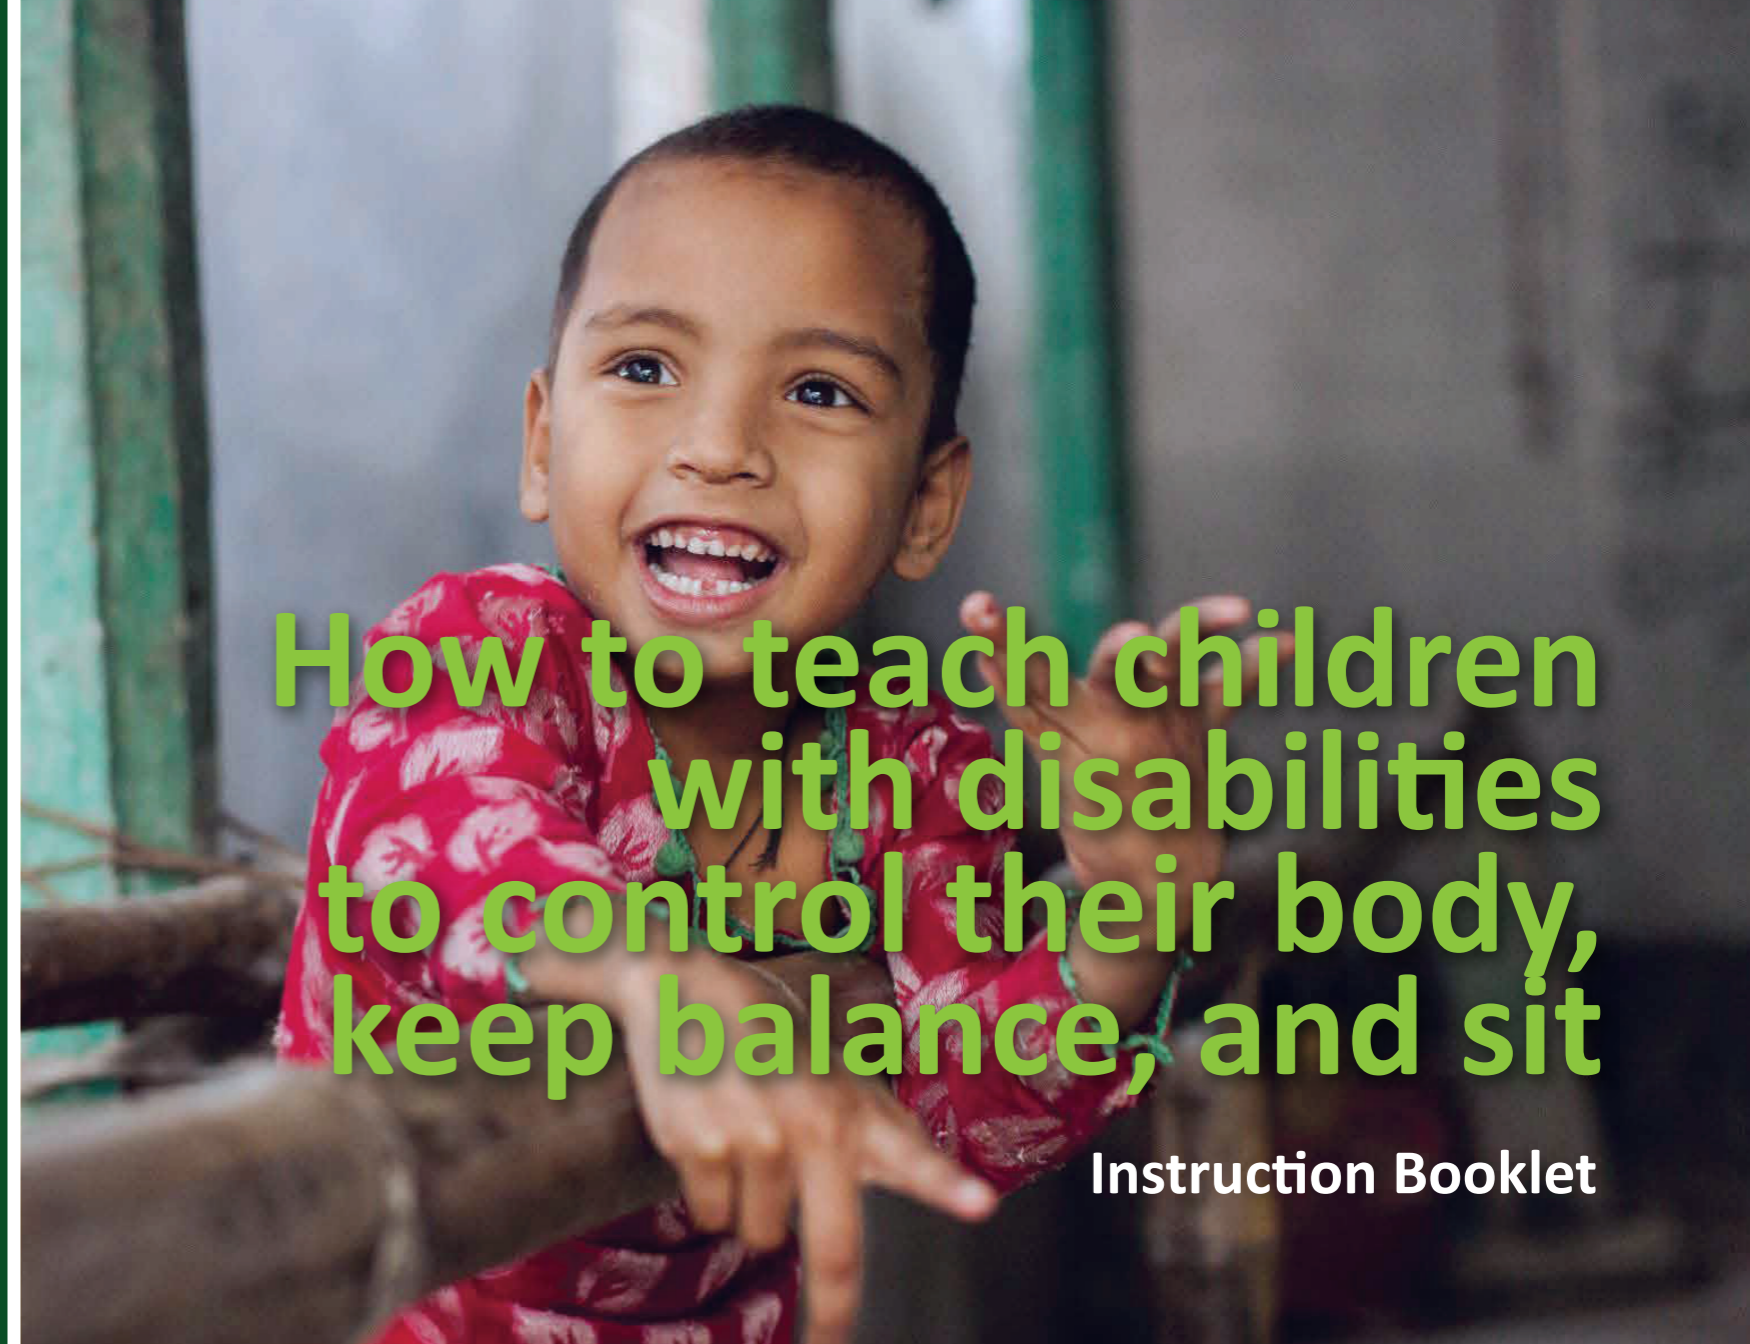 How to teach children
with disabilities
to control their body,
keep balance, and sit
Instruction Booklet